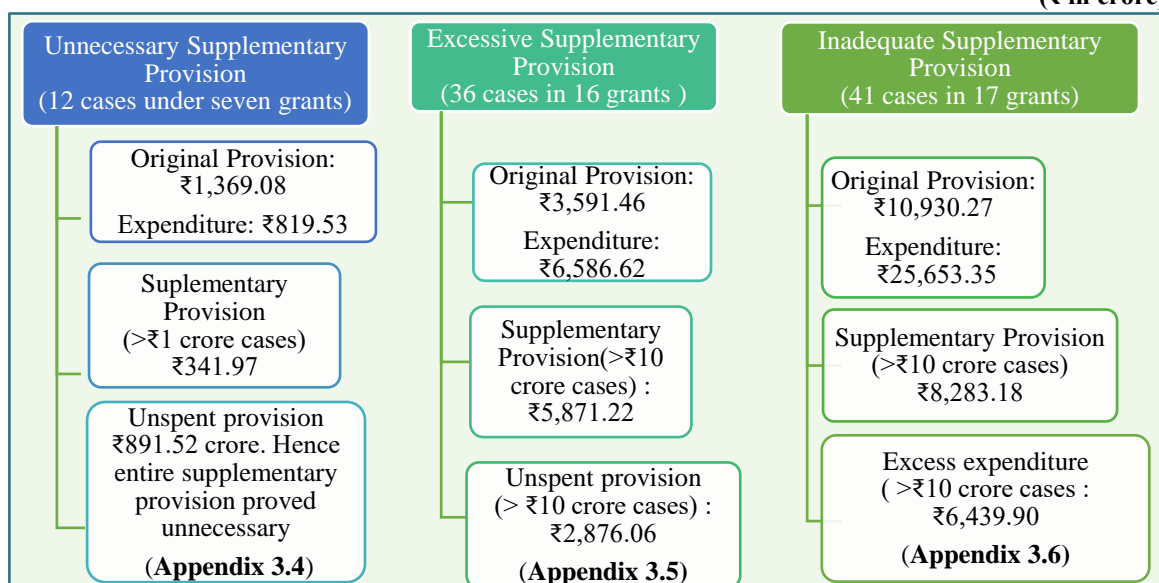 Unnecessary Supplementary
Provision
(12 cases under seven grants)
Original Provision:
₹1,369.08
Expenditure: ₹819.53
Suplementary
Provision
(>₹1 crore cases)
₹341.97
Unspent provision
₹891.52 crore. Hence
entire supplementary
provision proved
unnecessary
(Appendix 3.4)
Excessive Supplementary
Provision
(36 cases in 16 grants )
Original Provision:
₹3,591.46
Expenditure:
₹6,586.62
Supplementary
Provision(>₹10
crore cases) :
₹5,871.22
Unspent provision
(> ₹10 crore cases) :
₹2,876.06
(Appendix 3.5)
Inadequate Supplementary
Provision
(41 cases in 17 grants)
Original Provision:
₹10,930.27
Expenditure:
₹25,653.35
Supplementary Provision
(>₹10 crore cases)
₹8,283.18
Excess expenditure
( >₹10 crore cases :
₹6,439.90
(Appendix 3.6)